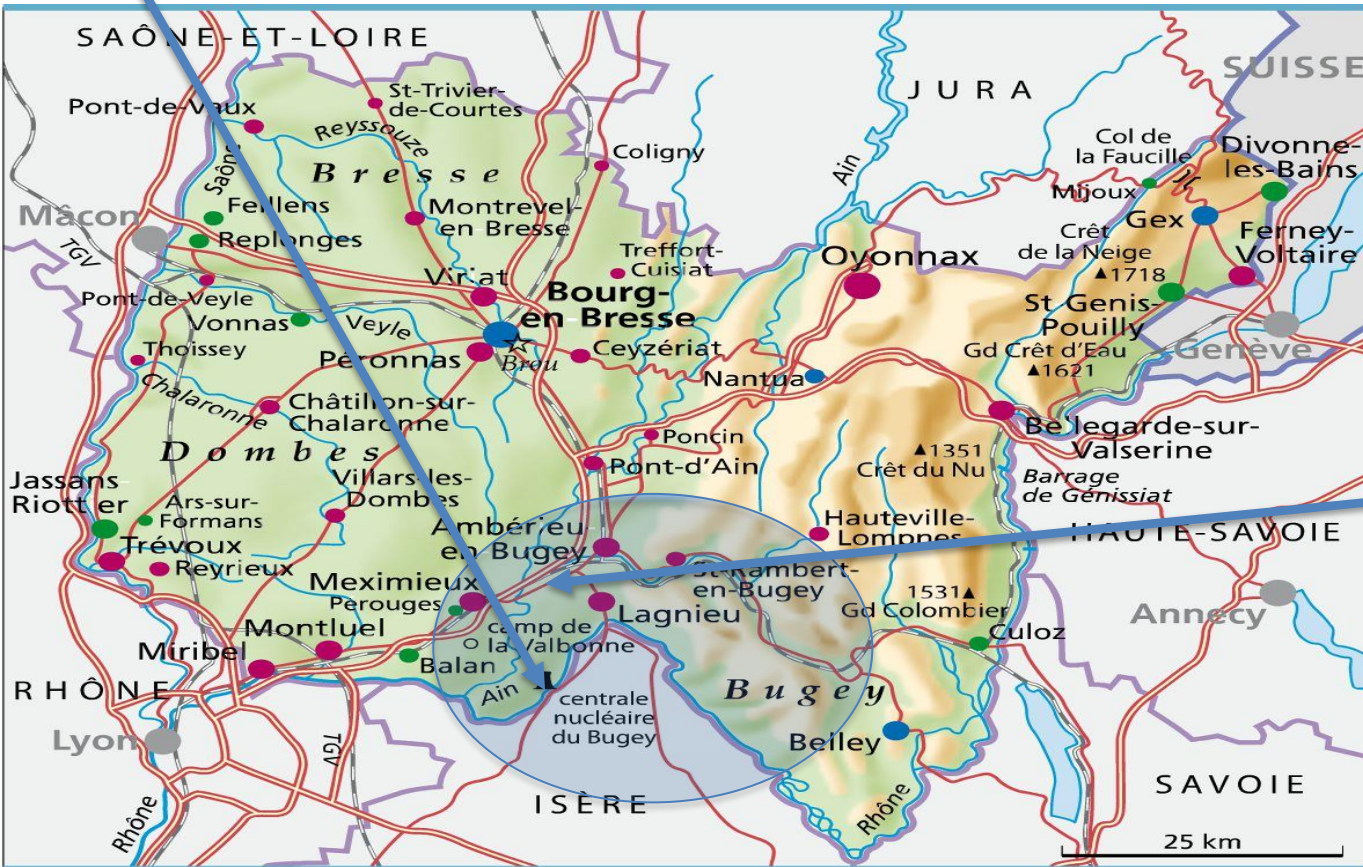 SAÔNE-ET-LOIRE
SUISSE
JURA
Pont-de-Vaux
St-Trivier-
de-Courtes
Reyssouze
Saône
Bresse
Coligny
Ain
Col de
la Faucille
Divonne-
les-Bains
Mijoux
Mâcon
Feillens
Replonges
Montrevel-
en-Bresse
Gex
TGV
Treffort-
Cuisiat
Oyonnax
Crêt
de la Neige
1718
Ferney-
Voltaire
Viriat
Pont-de-Veyle
Vonnas
Veyle
Bourg-
en-Bresse
St Genis-
Pouilly
Genève
Thoissey
Péronnas
Brou
Ceyzériat
Nantua
Gd Crêt d'Eau
1621
Chalaronne
Châtillon-sur-
Chalaronne
Dombes
Poncin
Bellegarde-sur-
Valserine
Pont-d'Ain
1351
Crêt du Nu
Barrage
de Génissiat
Jassans-
Riottier
Ars-sur-
Formans
Villars-les-
Dombes
Ambérieu-
en Bugey
Hauteville-
Lompnes
HAUTE-SAVOIE
Trévoux
Reyrieux
St-Rambert-
en-Bugey
Meximieux
Perouges
Lagnieu
1531
Gd Colombier
Annecy
Montluel
camp de
la Valbonne
Culoz
Miribel
Balan
RHÔNE
Ain
Bugey
centrale
nucléaire
du Bugey
Lyon
TGV
Belley
ISÈRE
SAVOIE
Rhône
Rhône
25 km